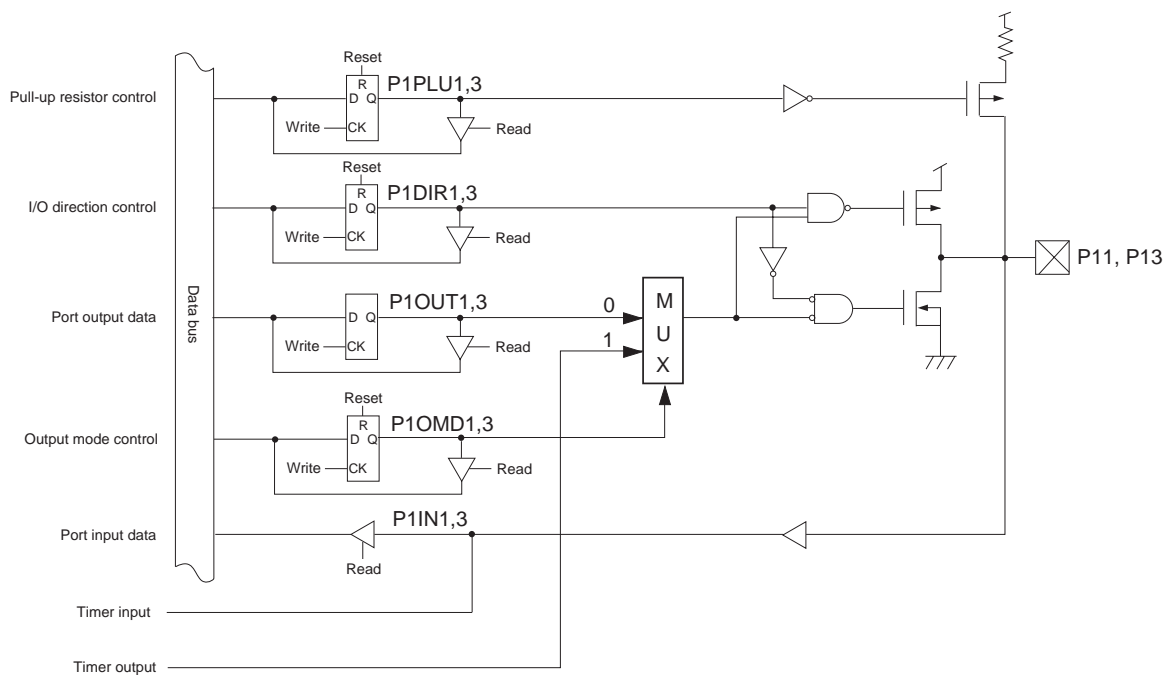 Reset
Pull-up resistor control
R
P1PLU1,3
D Q
Write
CK
Read
Reset
I/O direction control
R
P1DIR1,3
D Q
Write
CK
Read
P11, P13
Data bus
Port output data
D Q
P1OUT1,3
0
MUX
Write
CK
Read
1
Reset
Output mode control
R
P1OMD1,3
D Q
Write
CK
Read
Port input data
P1IN1,3
Read
Timer input
Timer output